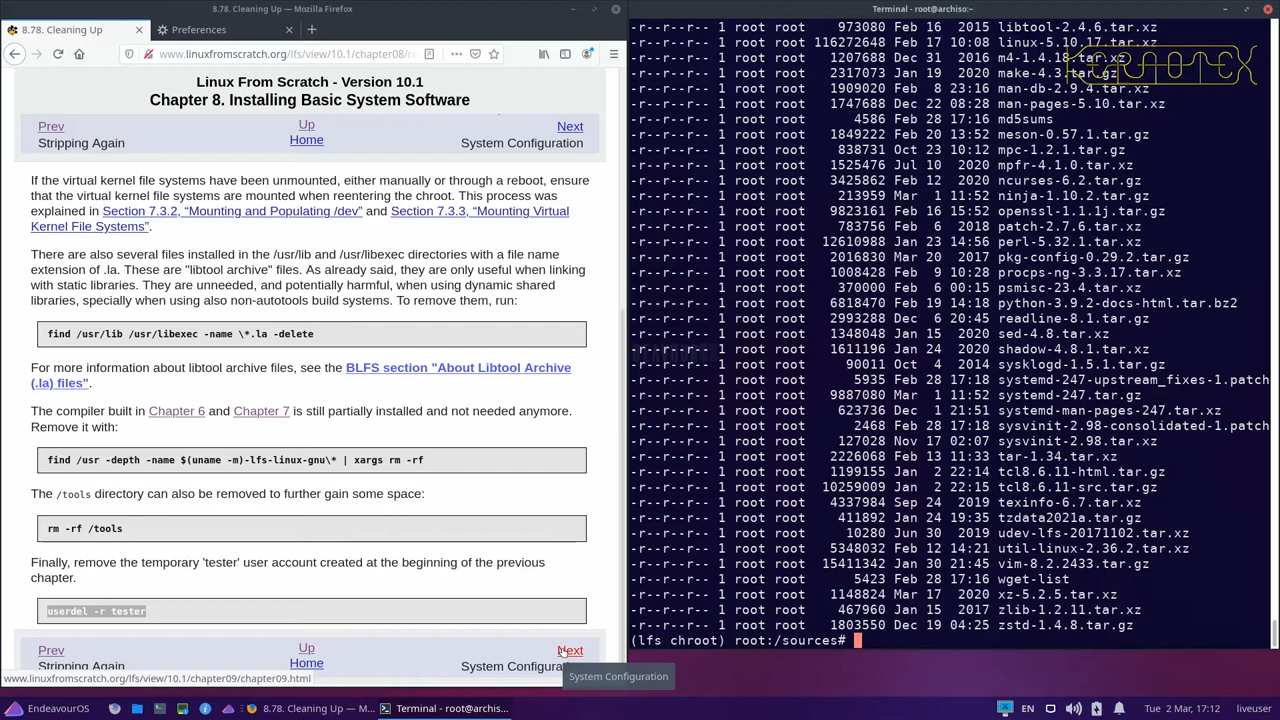 8.78. Cleaning Up — Mozilla Firefox
8.78. Cleaning Up
Preferences
www.linuxfromscratch.org/lfs/view/10.1/chapter08/re
Linux From Scratch - Version 10.1
Chapter 8. Installing Basic System Software
Prev
Up
Next
Stripping Again
Home
System Configuration
If the virtual kernel file systems have been unmounted, either manually or through a reboot, ensure
that the virtual kernel file systems are mounted when reentering the chroot. This process was
explained in Section 7.3.2, “Mounting and Populating /dev” and Section 7.3.3, “Mounting Virtual
Kernel File Systems”.
There are also several files installed in the /usr/lib and /usr/libexec directories with a file name
extension of .la. These are "libtool archive" files. As already said, they are only useful when linking
with static libraries. They are unneeded, and potentially harmful, when using dynamic shared
libraries, specially when using also non-autotools build systems. To remove them, run:
find /usr/lib /usr/libexec -name \*.la -delete
For more information about libtool archive files, see the BLFS section "About Libtool Archive
(.la) files".
The compiler built in Chapter 6 and Chapter 7 is still partially installed and not needed anymore.
Remove it with:
find /usr -depth -name $(uname -m)-lfs-linux-gnu\* | xargs rm -rf
The /tools directory can also be removed to further gain some space:
rm -rf /tools
Finally, remove the temporary 'tester' user account created at the beginning of the previous
chapter.
userdel -r tester
Prev
Up
Next
Stripping Again
Home
System Configura
www.linuxfromscratch.org/lfs/view/10.1/chapter09/chapter09.html
System Configuration
Terminal - root@archiso:~
-r--r--r-- 1 root root 973080 Feb 16 2015 libtool-2.4.6.tar.xz
-r--r--r-- 1 root root 116272648 Feb 17 10:08 linux-5.10.17.tar.xz
-r--r--r-- 1 root root 1207688 Dec 31 2016 m4-1.4.18.tar.xz
-r--r--r-- 1 root root 2317073 Jan 19 2020 make-4.3.tar.gz
-r--r--r-- 1 root root 1909020 Feb 8 23:16 man-db-2.9.4.tar.xz
-r--r--r-- 1 root root 1747688 Dec 22 08:28 man-pages-5.10.tar.xz
-r--r--r-- 1 root root 4586 Feb 28 17:16 md5sums
-r--r--r-- 1 root root 1849222 Feb 20 13:52 meson-0.57.1.tar.gz
-r--r--r-- 1 root root 838731 Oct 23 10:12 mpc-1.2.1.tar.gz
-r--r--r-- 1 root root 1525476 Jul 10 2020 mpfr-4.1.0.tar.xz
-r--r--r-- 1 root root 3425862 Feb 12 2020 ncurses-6.2.tar.gz
-r--r--r-- 1 root root 213959 Mar 1 11:52 ninja-1.10.2.tar.gz
-r--r--r-- 1 root root 9823161 Feb 16 15:52 openssl-1.1.1j.tar.gz
-r--r--r-- 1 root root 783756 Feb 6 2018 patch-2.7.6.tar.xz
-r--r--r-- 1 root root 12610988 Jan 23 14:56 perl-5.32.1.tar.xz
-r--r--r-- 1 root root 2016830 Mar 20 2017 pkg-config-0.29.2.tar.gz
-r--r--r-- 1 root root 1008428 Feb 9 10:28 procps-ng-3.3.17.tar.xz
-r--r--r-- 1 root root 370000 Feb 6 00:15 psmisc-23.4.tar.xz
-r--r--r-- 1 root root 6818470 Feb 19 14:18 python-3.9.2-docs-html.tar.bz2
-r--r--r-- 1 root root 2993288 Dec 6 20:45 readline-8.1.tar.gz
-r--r--r-- 1 root root 1348048 Jan 15 2020 sed-4.8.tar.xz
-r--r--r-- 1 root root 1611196 Jan 24 2020 shadow-4.8.1.tar.xz
-r--r--r-- 1 root root 90011 Oct 4 2014 sysklogd-1.5.1.tar.gz
-r--r--r-- 1 root root 5935 Feb 28 17:18 systemd-247-upstream_fixes-1.patch
-r--r--r-- 1 root root 9887080 Mar 1 11:52 systemd-247.tar.gz
-r--r--r-- 1 root root 623736 Dec 1 21:51 systemd-man-pages-247.tar.xz
-r--r--r-- 1 root root 2468 Feb 28 17:18 sysvinit-2.98-consolidated-1.patch
-r--r--r-- 1 root root 127028 Nov 17 02:07 sysvinit-2.98.tar.xz
-r--r--r-- 1 root root 2226068 Feb 13 11:33 tar-1.34.tar.xz
-r--r--r-- 1 root root 1199155 Jan 2 22:14 tcl8.6.11-html.tar.gz
-r--r--r-- 1 root root 10259009 Jan 2 22:15 tcl8.6.11-src.tar.gz
-r--r--r-- 1 root root 4337984 Sep 24 2019 texinfo-6.7.tar.xz
-r--r--r-- 1 root root 411892 Jan 24 19:35 tzdata2021a.tar.gz
-r--r--r-- 1 root root 10280 Jan 30 09:09 udev-lfs-20171102.tar.xz
-r--r--r-- 1 root root 5348032 Feb 12 14:21 util-linux-2.36.2.tar.xz
-r--r--r-- 1 root root 15411342 Jan 30 09:01 vim-8.2.2433.tar.gz
-r--r--r-- 1 root root 5423 Feb 28 17:16 wget-list
-r--r--r-- 1 root root 1148824 Mar 17 2020 xz-5.2.5.tar.xz
-r--r--r-- 1 root root 467960 Jan 15 2017 zlib-1.2.11.tar.xz
-r--r--r-- 1 root root 1803550 Dec 19 04:25 zstd-1.4.8.tar.gz
(lfs chroot) root:/sources#
KERNOTEX
EndeavourOS
8.78. Cleaning Up — M...
Terminal - root@archis...
EN
Tue 2 Mar, 17:12
liveuser